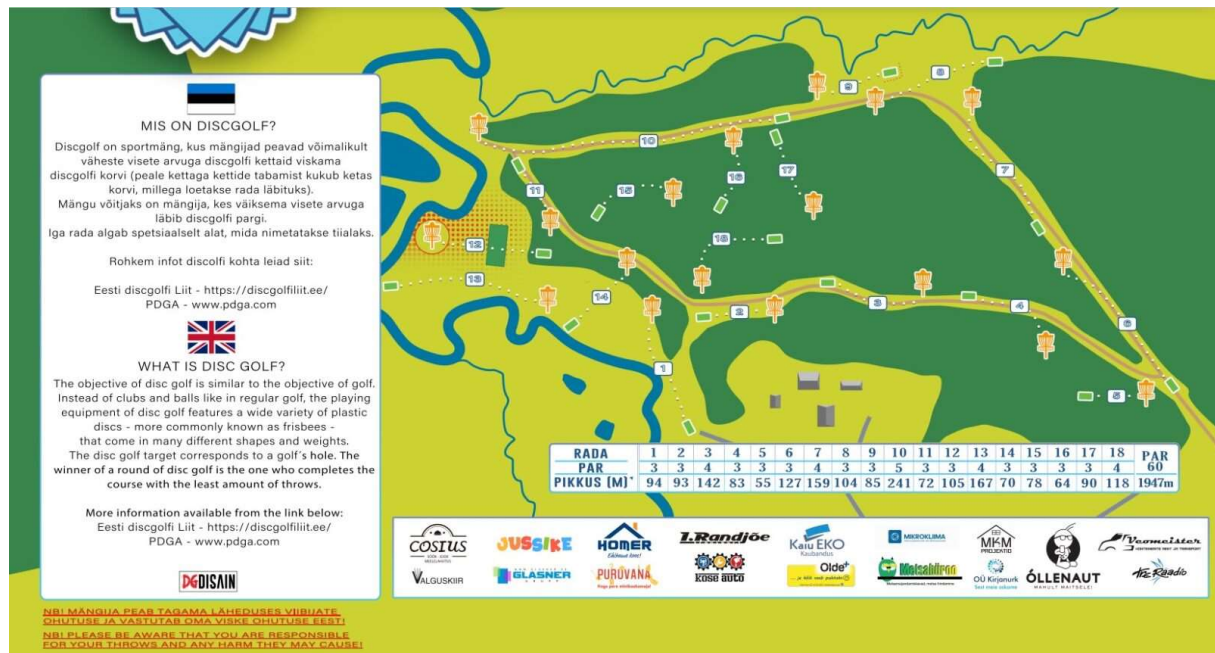 MIS ON DISCGOLF?
Discgolf on sportmäng, kus mängijad peavad võimalikult
väheste visete arvuga discgolfi kettaid viskama
discgolfi korvi (peale kettaga kettide tabamist kukub ketas
korvi, millega loetakse rada läbituks).
Mängu võitjaks on mängija, kes väiksema visete arvuga
läbib discgolfi pargi.
Iga rada algab spetsiaalselt alat, mida nimetatakse tiialaks.
Rohkem infot discolfi kohta leiad siit:
Eesti discgolfi Liit - https://discgolfiliit.ee/
PDGA - www.pdga.com
WHAT IS DISC GOLF?
The objective of disc golf is similar to the objective of golf.
Instead of clubs and balls like in regular golf, the playing
equipment of disc golf features a wide variety of plastic
discs - more commonly known as frisbees -
that come in many different shapes and weights.
The disc golf target corresponds to a golf´s hole. The
winner of a round of disc golf is the one who completes the
course with the least amount of throws.
More information available from the link below:
Eesti discgolfi Liit - https://discgolfiliit.ee/
PDGA - www.pdga.com
DGDISAIN
NB! MÄNGIJA PEAB TAGAMA LÄHEDUSES VIIBIJATE
OHUTUSE JA VASTUTAB OMA VISKE OHUTUSE EEST!
NB! PLEASE BE AWARE THAT YOU ARE RESPONSIBLE
FOR YOUR THROWS AND ANY HARM THEY MAY CAUSE!
8
9
10
16
17
7
11
15
18
12
13
14
2
3
4
6
1
5
RADA 1 2 3 4 5 6 7 8 9 10 11 12 13 14 15 16 17 18 PAR
PAR 3 3 4 3 3 3 4 3 3 5 3 3 4 3 3 3 3 4 60
PIKKUS (M) 94 93 142 83 55 127 159 104 85 241 72 105 167 70 78 64 90 118 1947m
COSIUS
JUSSIKE
HOMER
I.Randjõe
Kaiu EKO
Kaubandus
MIKROKLIIMA
MKM
PROJEKTID
Veomeister
VALGUSKIIR
GLASNER
PURUVANA
KOSE AUTO
Olde+
Metsabiiron
OÜ Kirjanurk
ÓLLENAUT
MAHULT MAITSELE!
Tre Raadio